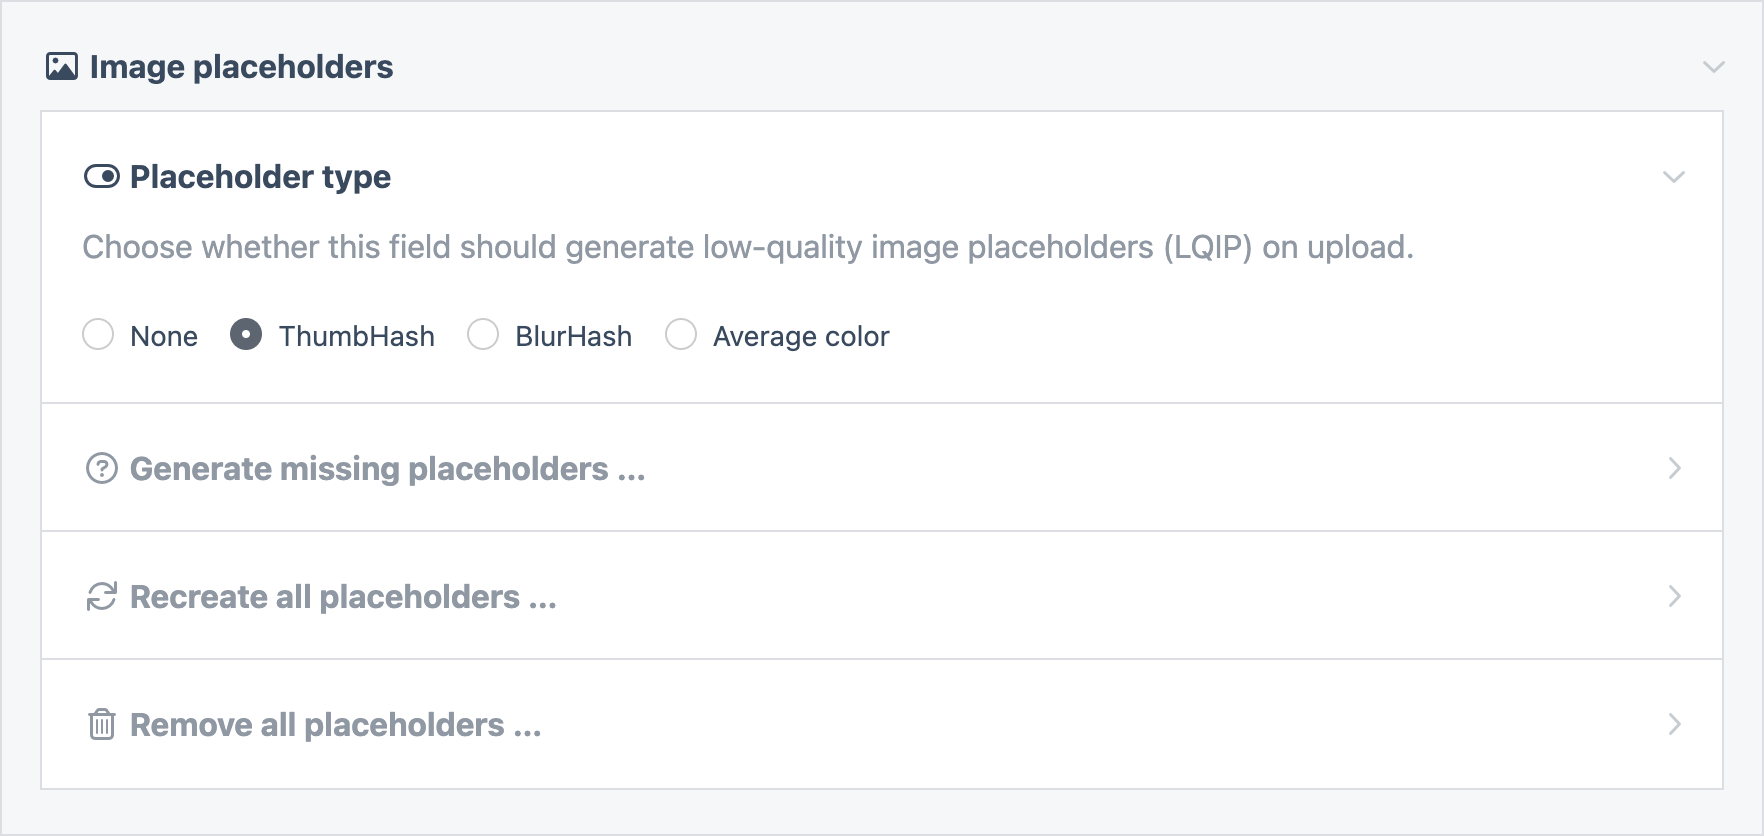 Image placeholders
Placeholder type
Choose whether this field should generate low-quality image placeholders (LQIP) on upload.
None ThumbHash BlurHash Average color
Generate missing placeholders ...
Recreate all placeholders ...
Remove all placeholders ...